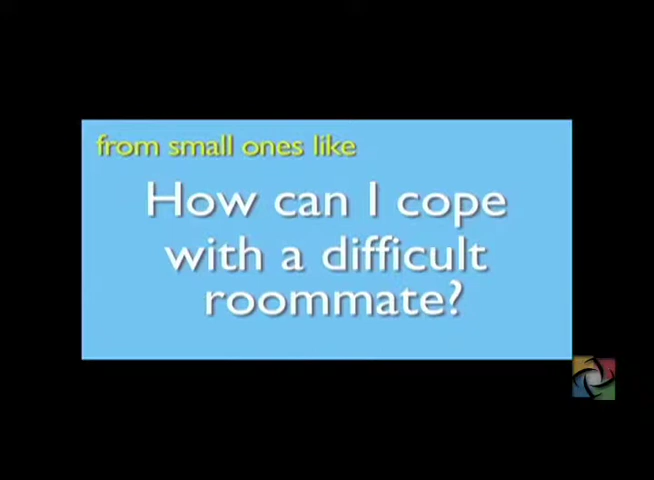 from small ones like
How can I cope
with a difficult
roommate?